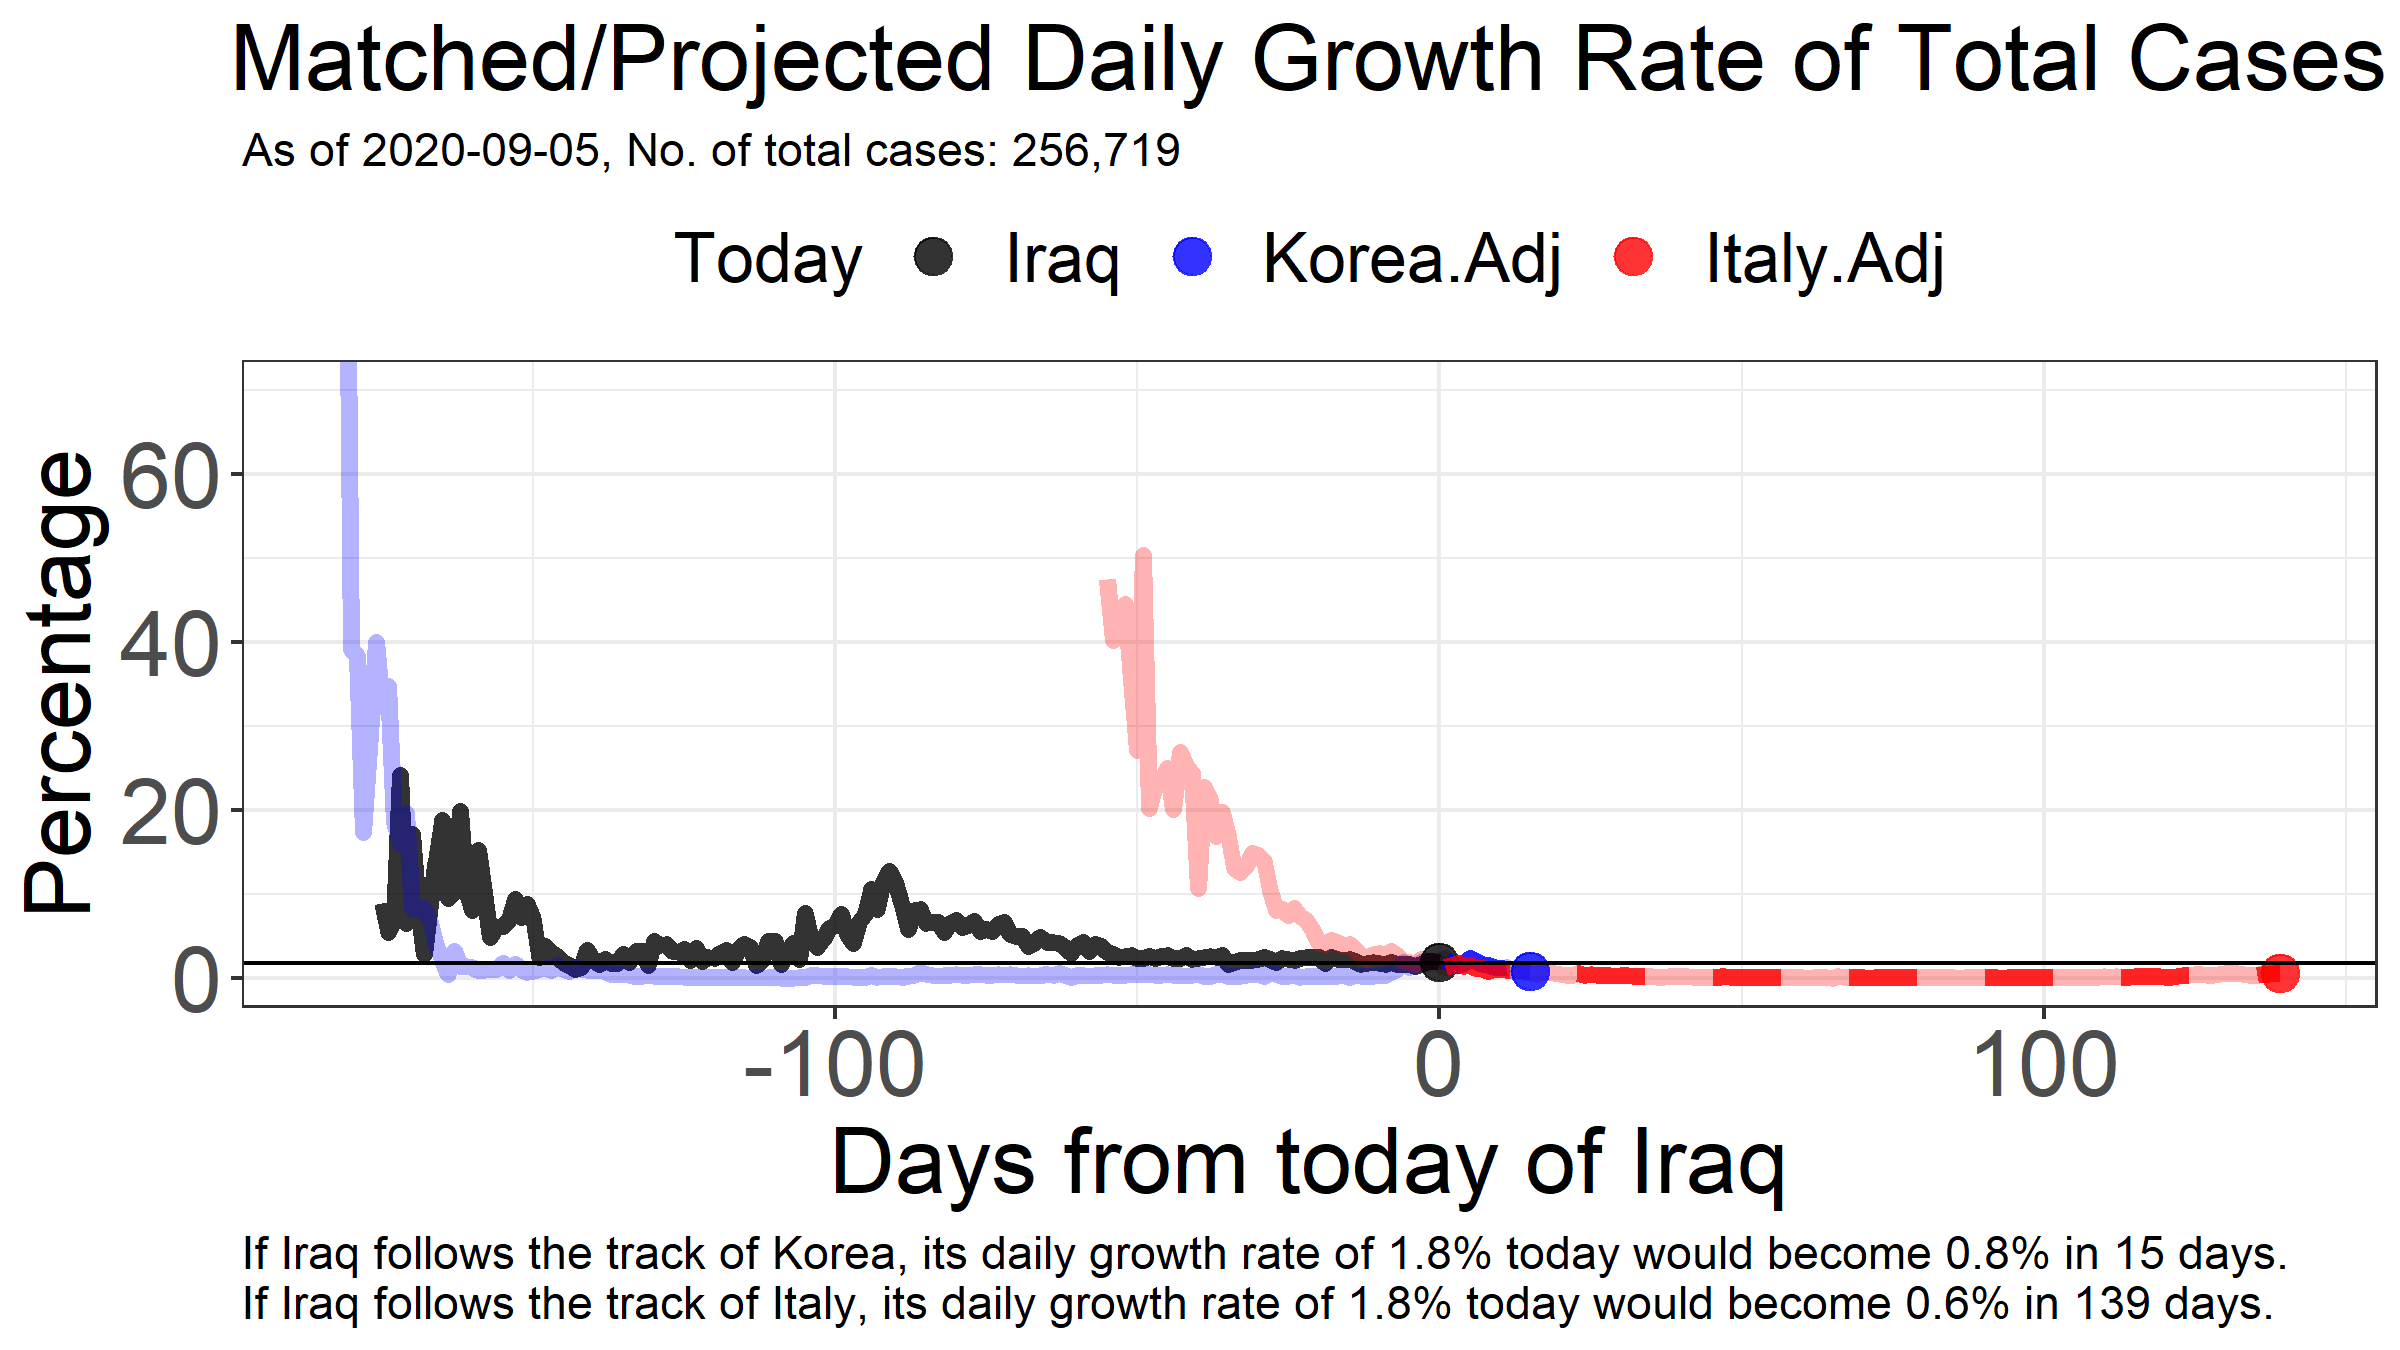 Matched/Projected Daily Growth Rate of Total Cases
As of 2020-09-05, No. of total cases: 256,719
Today Iraq Korea.Adj Italy.Adj
Percentage
60
40
20
0
-100 0 100
Days from today of Iraq
If Iraq follows the track of Korea, its daily growth rate of 1.8% today would become 0.8% in 15 days.
If Iraq follows the track of Italy, its daily growth rate of 1.8% today would become 0.6% in 139 days.